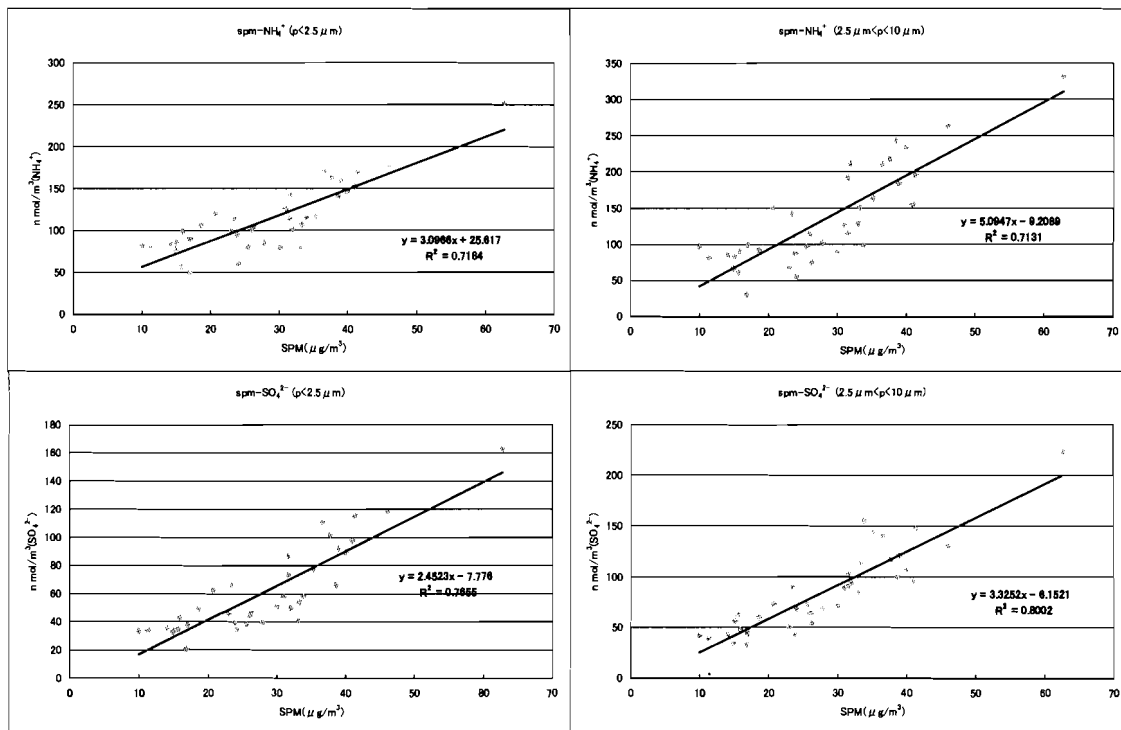 spm-NH₄⁺ (p<2.5μm)
300
250
200
150
100
50
0
n mol/m³(NH₄⁺)
y = 3.0966x + 25.617
R² = 0.7184
0 10 20 30 40 50 60 70
SPM(μg/m³)
spm-NH₄⁺ (2.5μm<p<10μm)
350
300
250
200
150
100
50
0
n mol/m³(NH₄⁺)
y = 5.0947x − 9.2089
R² = 0.7131
0 10 20 30 40 50 60 70
SPM(μg/m³)
spm-SO₄²⁻ (p<2.5μm)
180
160
140
120
100
80
60
40
20
0
n mol/m³(SO₄²⁻)
y = 2.4523x − 7.776
R² = 0.7655
0 10 20 30 40 50 80 70
SPM(μg/m³)
spm-SO₄²⁻ (2.5μm<p<10μm)
250
200
150
100
50
0
n mol/m³(SO₄²⁻)
y = 3.3252x − 6.1521
R² = 0.8002
0 10 20 30 40 50 60 70
SPM(μg/m³)